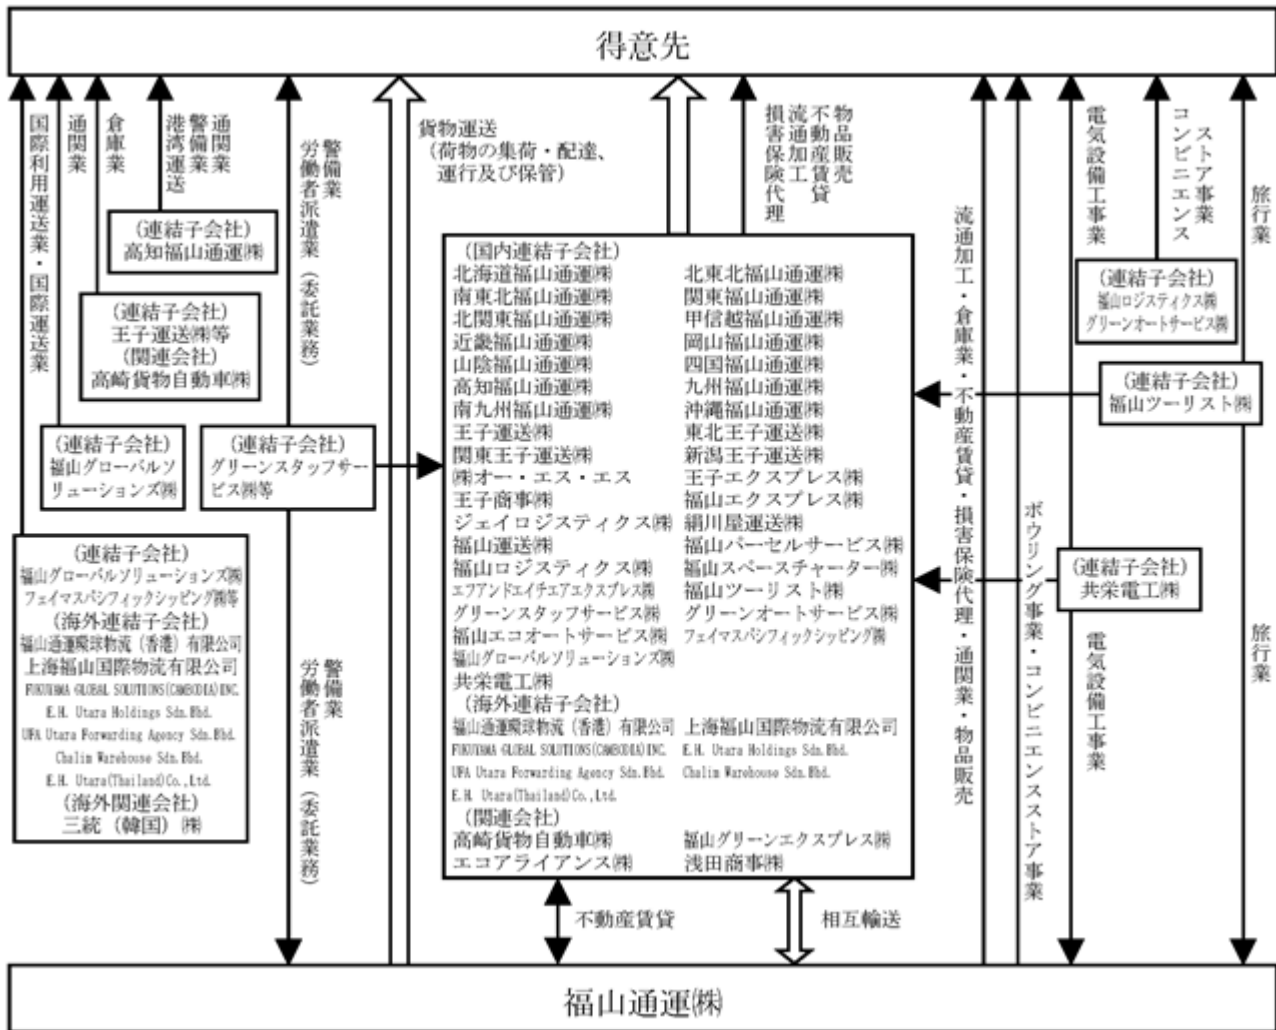 得意先
国際利用運送業・国際運送業
通関業
倉庫業
通関業
警備業
港湾運送
警備業
労働者派遣業（委託業務）
貨物運送
（荷物の集荷・配達、
運行及び保管）
物品販売
不動産賃貸
流通加工
損害保険代理
流通加工・倉庫業・不動産賃貸・損害保険代理・通関業・物品販売
ボウリング事業・コンビニエンスストア事業
電気設備工事業
コンビニエンス
ストア事業
旅行業
（連結子会社）
高知福山通運㈱
（連結子会社）
王子運送㈱等
（関連会社）
高崎貨物自動車㈱
（連結子会社）
福山グローバルソ
リューションズ㈱
（連結子会社）
グリーンスタッフサー
ビス㈱等
（連結子会社）
福山グローバルソリューションズ㈱
フェイマスパシフィックシッピング㈱等
（海外連結子会社）
福山通運環球物流（香港）有限公司
上海福山国際物流有限公司
FUKUYAMA GLOBAL SOLUTIONS(CAMBODIA)INC.
E.H. Utara Holdings Sdn.Bhd.
UFA Utara Forwarding Agency Sdn.Bhd.
Chalim Warehouse Sdn.Bhd.
E.H. Utara(Thailand)Co.,Ltd.
（海外関連会社）
三統（韓国）㈱
警備業
労働者派遣業（委託業務）
（国内連結子会社）
北海道福山通運㈱ 北東北福山通運㈱
南東北福山通運㈱ 関東福山通運㈱
北関東福山通運㈱ 甲信越福山通運㈱
近畿福山通運㈱ 岡山福山通運㈱
山陰福山通運㈱ 四国福山通運㈱
高知福山通運㈱ 九州福山通運㈱
南九州福山通運㈱ 沖縄福山通運㈱
王子運送㈱ 東北王子運送㈱
関東王子運送㈱ 新潟王子運送㈱
㈱オー・エス・エス 王子エクスプレス㈱
王子商事㈱ 福山エクスプレス㈱
ジェイロジスティクス㈱ 絹川屋運送㈱
福山運送㈱ 福山パーセルサービス㈱
福山ロジスティクス㈱ 福山スペースチャーター㈱
エフアンドエイチエアエクスプレス㈱ 福山ツーリスト㈱
グリーンスタッフサービス㈱ グリーンオートサービス㈱
福山エコオートサービス㈱ フェイマスパシフィックシッピング㈱
福山グローバルソリューションズ㈱
共栄電工㈱
（海外連結子会社）
福山通運環球物流（香港）有限公司 上海福山国際物流有限公司
FUKUYAMA GLOBAL SOLUTIONS(CAMBODIA)INC. E.H. Utara Holdings Sdn.Bhd.
UFA Utara Forwarding Agency Sdn.Bhd. Chalim Warehouse Sdn.Bhd.
E.H. Utara(Thailand)Co.,Ltd.
（関連会社）
高崎貨物自動車㈱ 福山グリーンエクスプレス㈱
エコアライアンス㈱ 浅田商事㈱
（連結子会社）
福山ロジスティクス㈱
グリーンオートサービス㈱
（連結子会社）
福山ツーリスト㈱
（連結子会社）
共栄電工㈱
電気設備工事業
旅行業
不動産賃貸
相互輸送
福山通運㈱